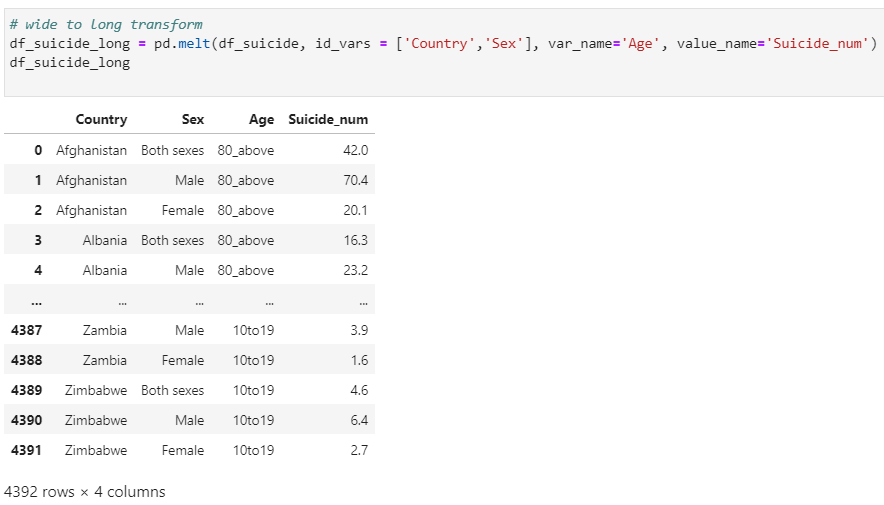 # wide to long transform
df_suicide_long = pd.melt(df_suicide, id_vars = ['Country','Sex'], var_name='Age', value_name='Suicide_num')
df_suicide_long
Country Sex Age Suicide_num
0 Afghanistan Both sexes 80_above 42.0
1 Afghanistan Male 80_above 70.4
2 Afghanistan Female 80_above 20.1
3 Albania Both sexes 80_above 16.3
4 Albania Male 80_above 23.2
... ... ... ... ...
4387 Zambia Male 10to19 3.9
4388 Zambia Female 10to19 1.6
4389 Zimbabwe Both sexes 10to19 4.6
4390 Zimbabwe Male 10to19 6.4
4391 Zimbabwe Female 10to19 2.7
4392 rows × 4 columns